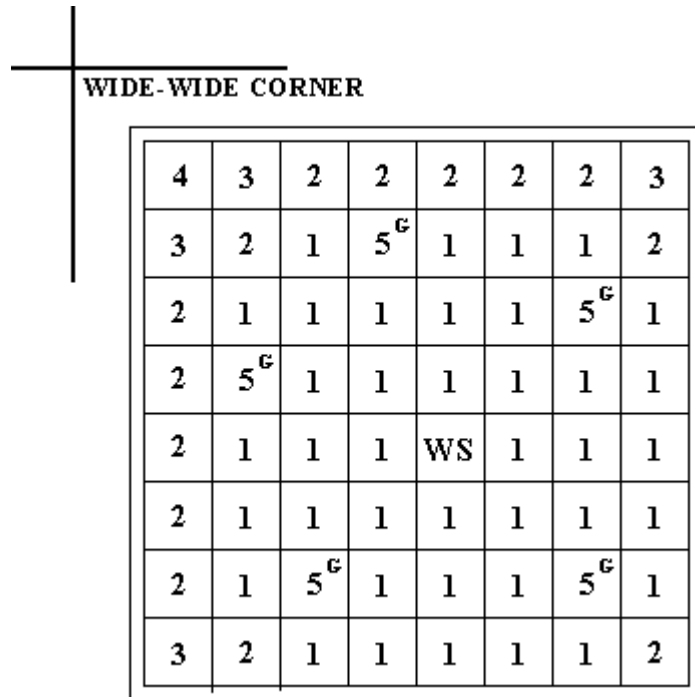 WIDE-WIDE CORNER
4 3 2 2 2 2 2 3
3 2 1 5G 1 1 1 2
2 1 1 1 1 1 5G 1
2 5G 1 1 1 1 1 1
2 1 1 1 WS 1 1 1
2 1 1 1 1 1 1 1
2 1 5G 1 1 1 5G 1
3 2 1 1 1 1 1 2